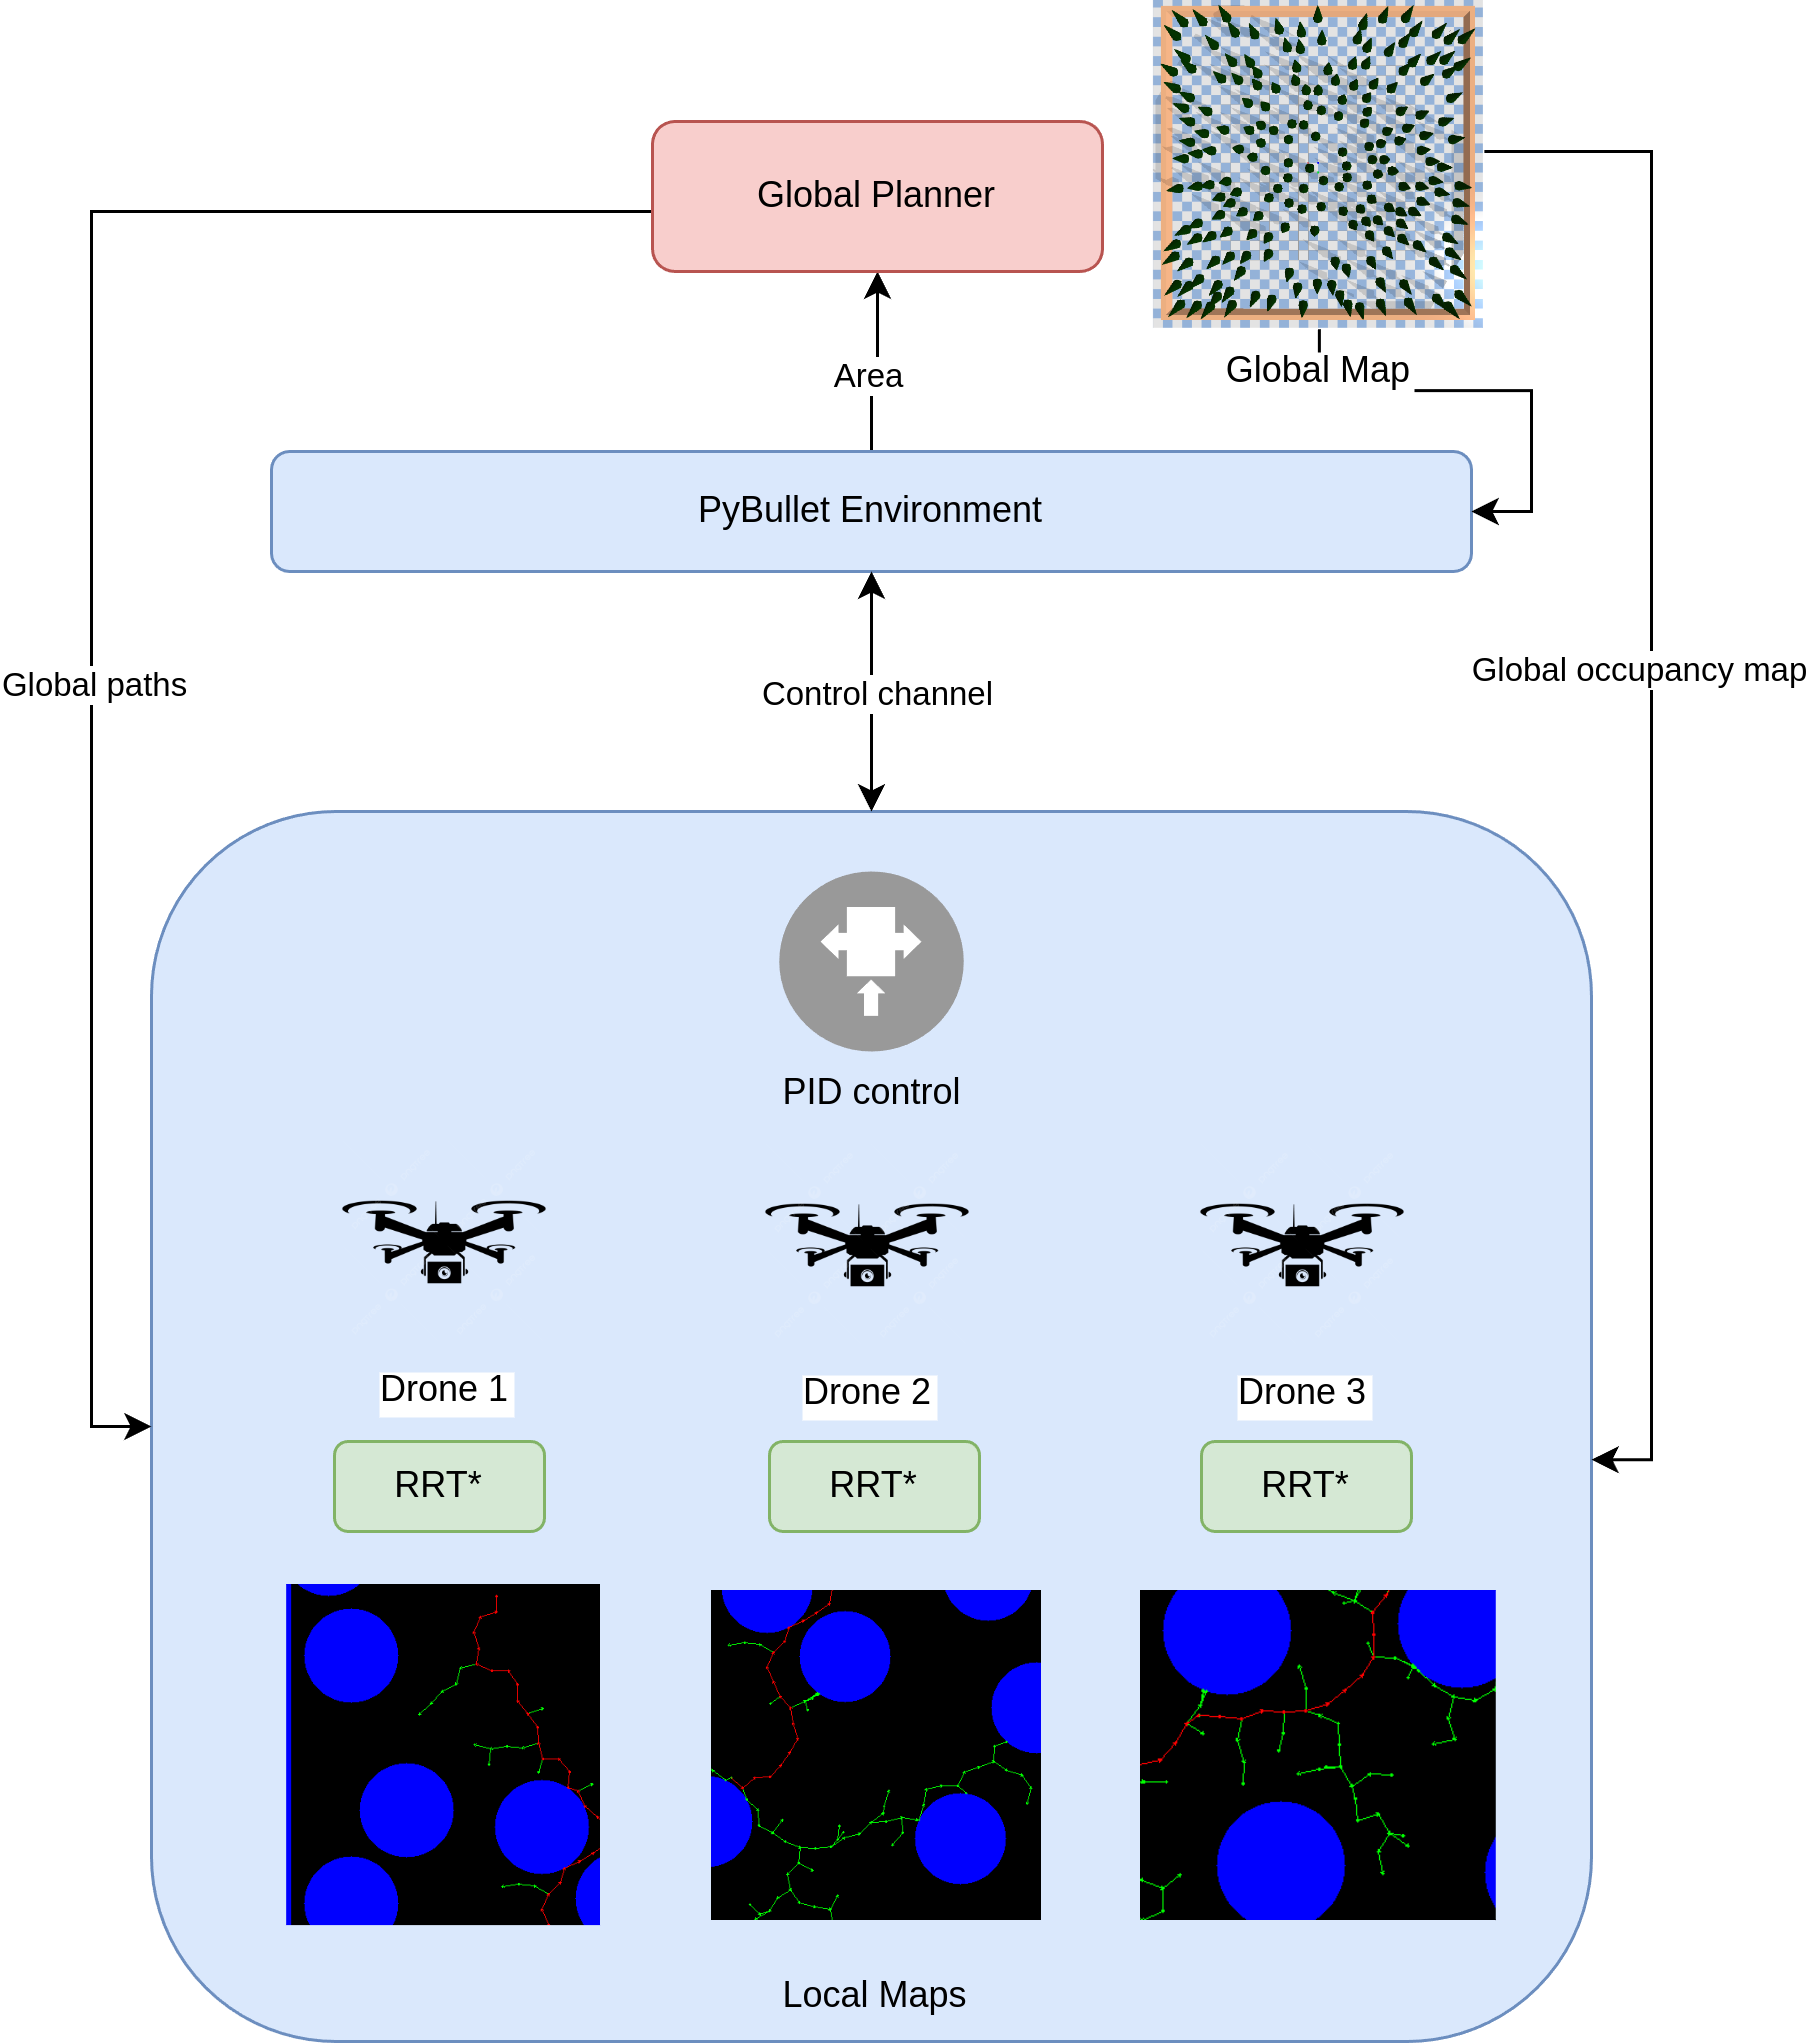 Global Planner
Area
Global Map
PyBullet Environment
Global paths
Control channel
Global occupancy map
PID control
Drone 1
Drone 2
Drone 3
RRT*
RRT*
RRT*
Local Maps